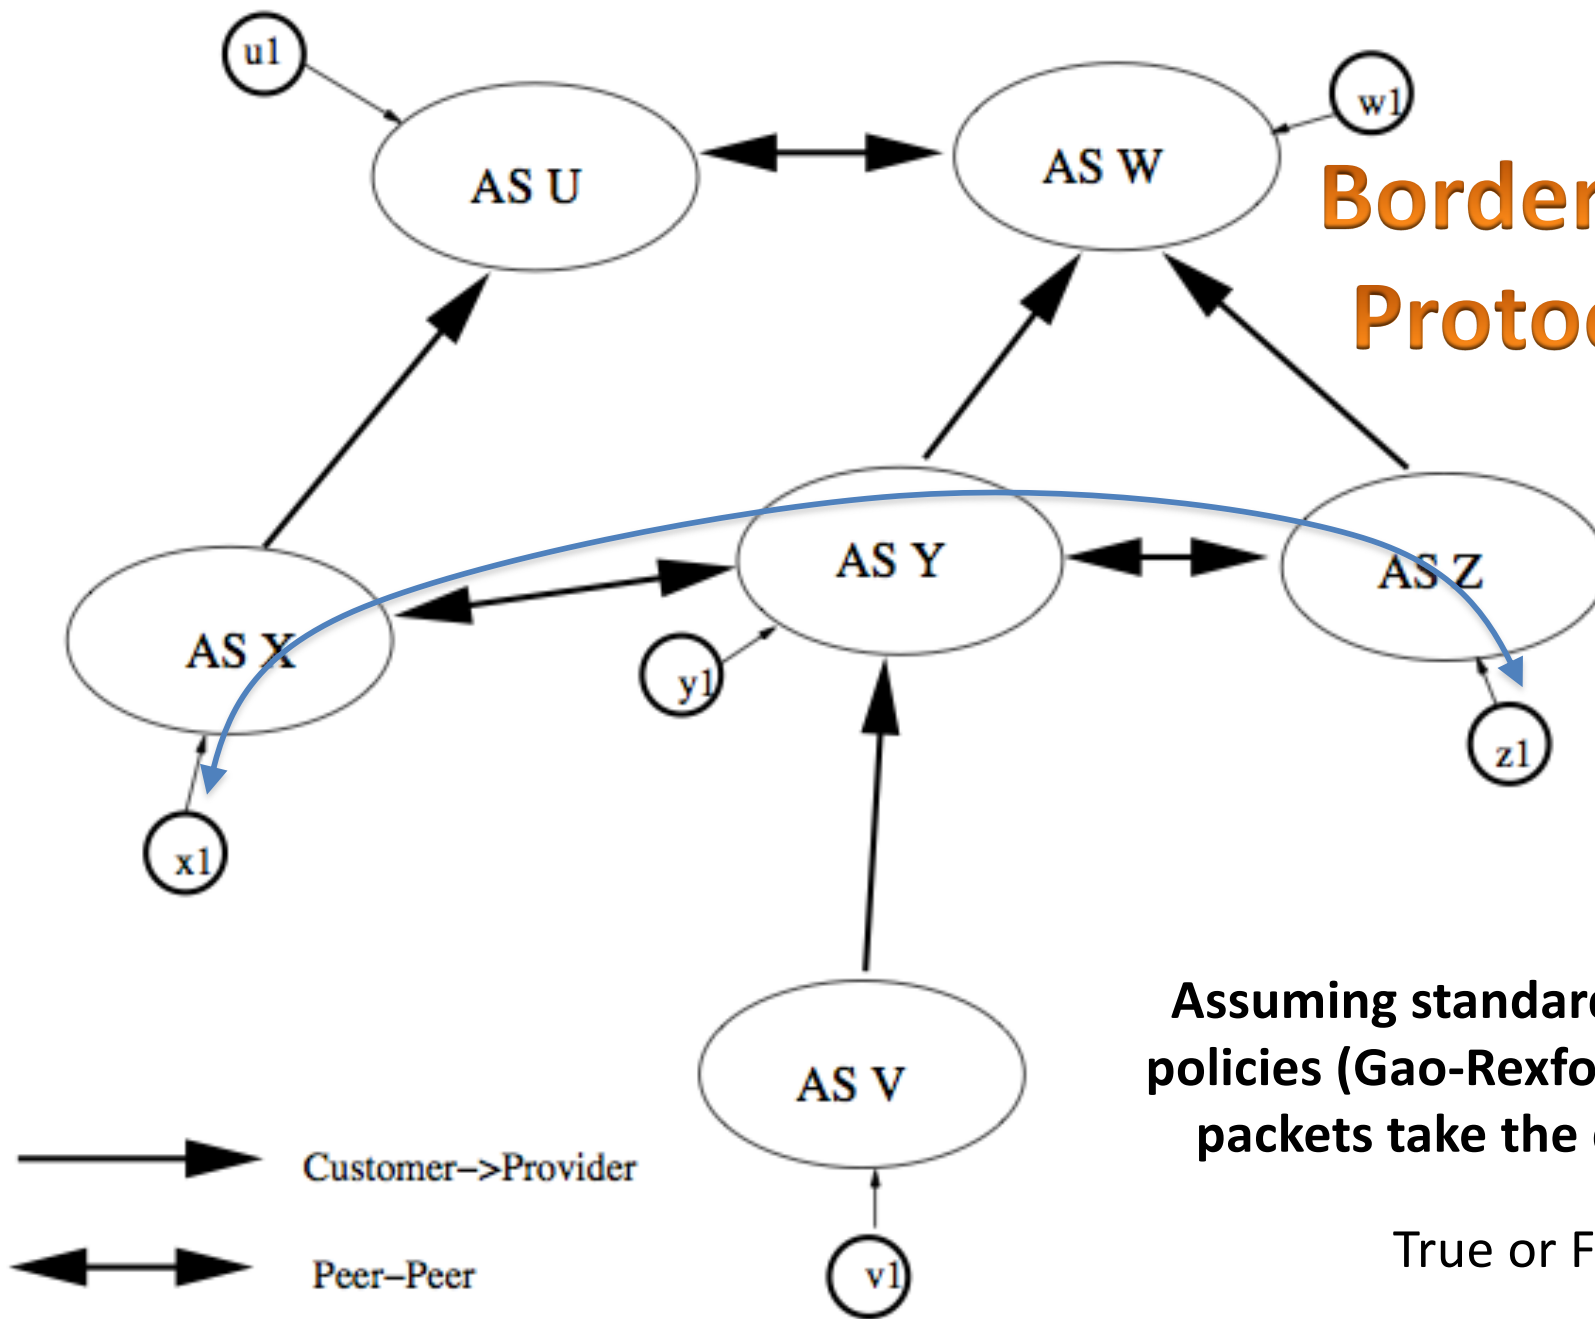 u1
w1
AS U
AS W
Border
Protoc
AS X
AS Y
AS Z
y1
z1
x1
AS V
Assuming standard
policies (Gao-Rexfo
packets take the
Customer->Provider
True or F
Peer-Peer
v1